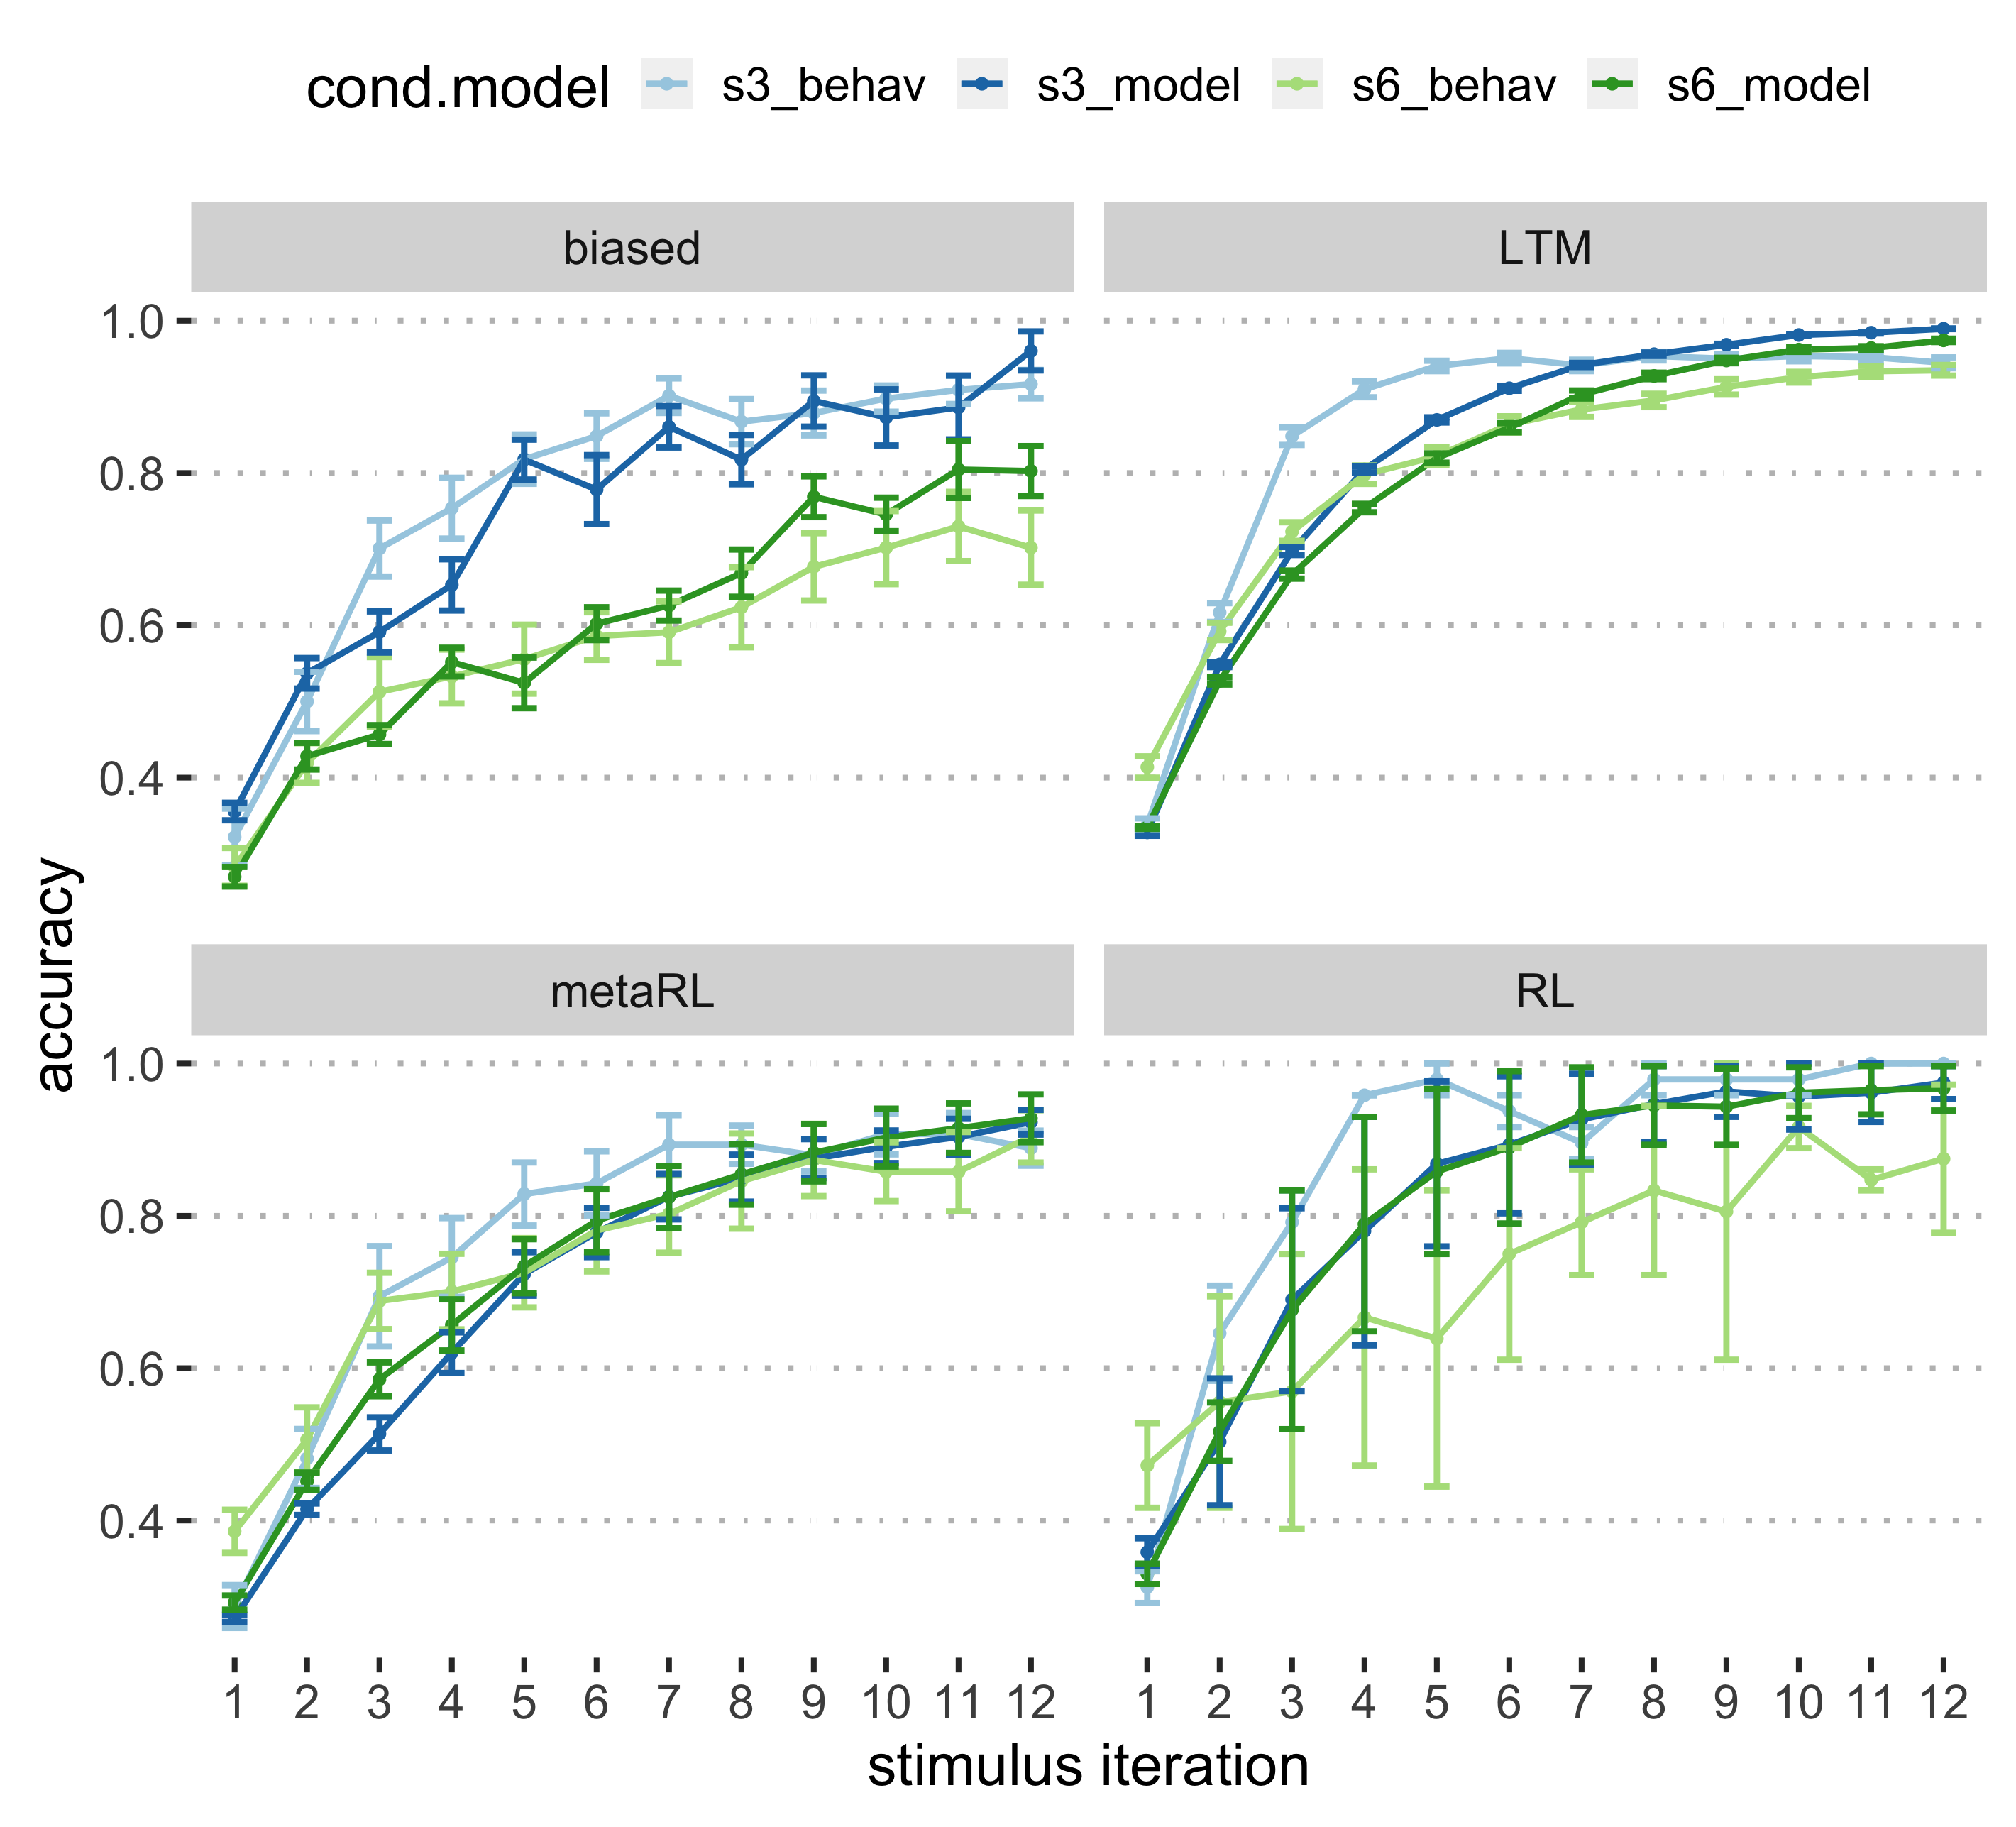 cond.model s3_behav s3_model s6_behav s6_model
biased LTM
1.0
0.8
0.6
0.4
accuracy
metaRL RL
1.0
0.8
0.6
0.4
1 2 3 4 5 6 7 8 9 10 11 12 1 2 3 4 5 6 7 8 9 10 11 12
stimulus iteration